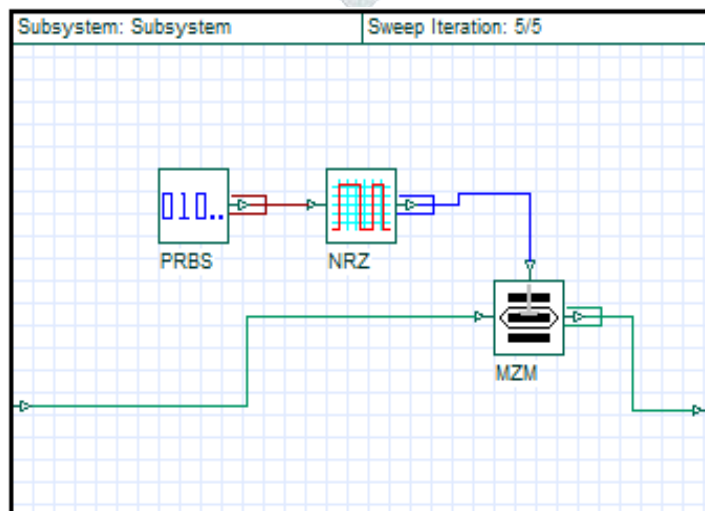 Subsystem: Subsystem
Sweep Iteration: 5/5
010..
PRBS
NRZ
MZM